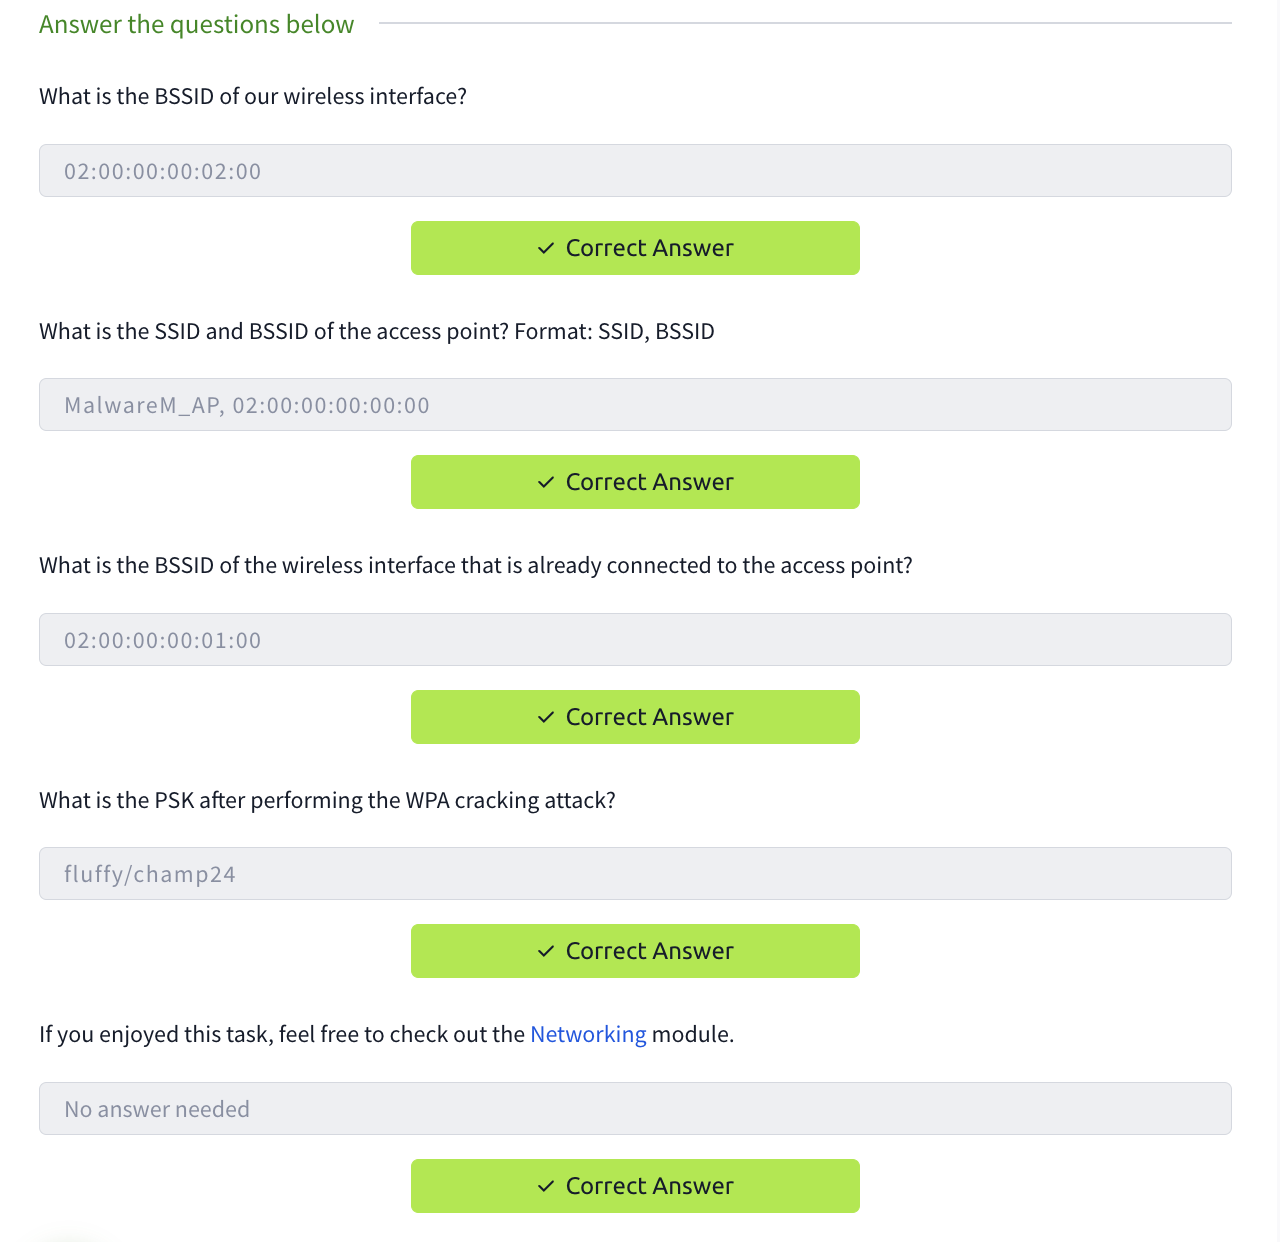 Answer the questions below
What is the BSSID of our wireless interface?
02:00:00:00:02:00
✓ Correct Answer
What is the SSID and BSSID of the access point? Format: SSID, BSSID
MalwareM_AP, 02:00:00:00:00:00
✓ Correct Answer
What is the BSSID of the wireless interface that is already connected to the access point?
02:00:00:00:01:00
✓ Correct Answer
What is the PSK after performing the WPA cracking attack?
fluffy/champ24
✓ Correct Answer
If you enjoyed this task, feel free to check out the Networking module.
No answer needed
✓ Correct Answer